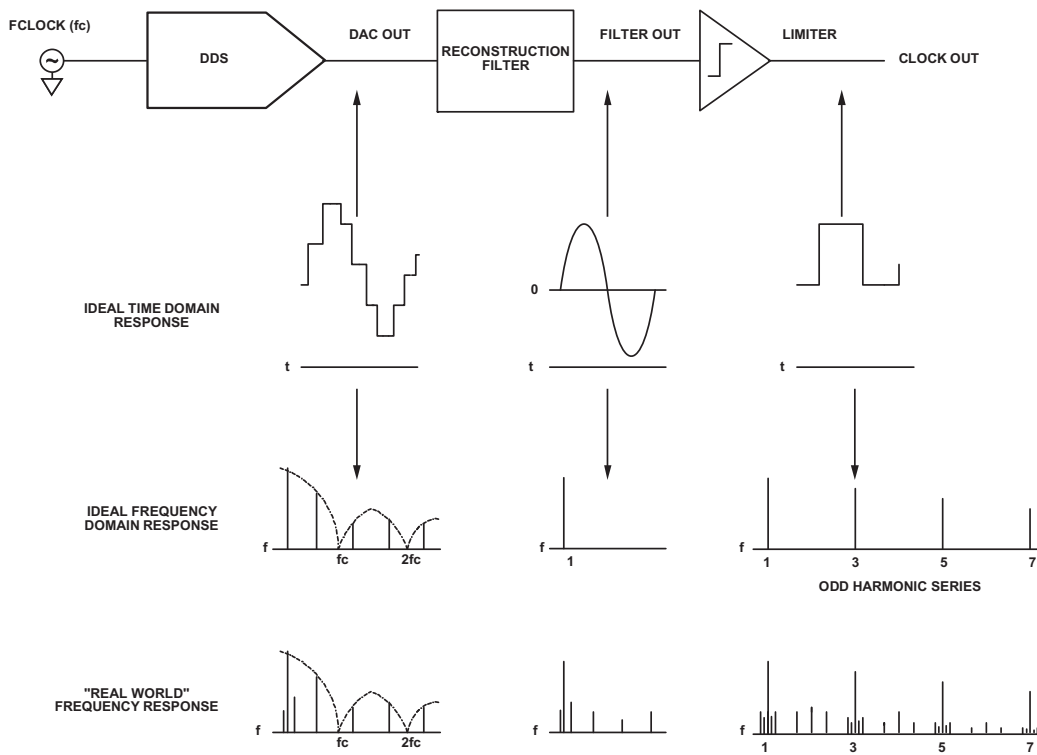 FCLOCK (fc)
DDS
DAC OUT
RECONSTRUCTION
FILTER
FILTER OUT
LIMITER
CLOCK OUT
~
IDEAL TIME DOMAIN
RESPONSE
0
t
t
t
IDEAL FREQUENCY
DOMAIN RESPONSE
f
fc
2fc
f
1
f
1
3
5
7
ODD HARMONIC SERIES
"REAL WORLD"
FREQUENCY RESPONSE
f
fc
2fc
f
f
1
3
5
7